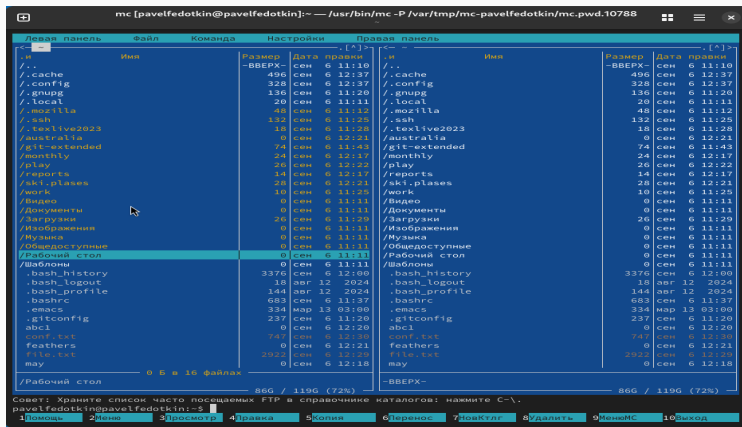 mc [pavelfedotkin@pavelfedotkin]:~ — /usr/bin/mc -P /var/tmp/mc-pavelfedotkin/mc.pwd.10788
Левая панель Файл Команда Настройки Правая панель
<- ~ .[^]> <- ~ .[^]>
.и Имя Размер Дата правки .и Имя Размер Дата правки
/.. -ВВЕРХ- сен 6 11:10 /.. -ВВЕРХ- сен 6 11:10
/.cache 496 сен 6 12:37 /.cache 496 сен 6 12:37
/.config 328 сен 6 12:37 /.config 328 сен 6 12:37
/.gnupg 136 сен 6 11:20 /.gnupg 136 сен 6 11:20
/.local 20 сен 6 11:11 /.local 20 сен 6 11:11
/.mozilla 48 сен 6 11:12 /.mozilla 48 сен 6 11:12
/.ssh 132 сен 6 11:25 /.ssh 132 сен 6 11:25
/.texlive2023 18 сен 6 11:28 /.texlive2023 18 сен 6 11:28
/australia 0 сен 6 12:21 /australia 0 сен 6 12:21
/git-extended 74 сен 6 11:43 /git-extended 74 сен 6 11:43
/monthly 24 сен 6 12:17 /monthly 24 сен 6 12:17
/play 26 сен 6 12:22 /play 26 сен 6 12:22
/reports 14 сен 6 12:17 /reports 14 сен 6 12:17
/ski.plases 28 сен 6 12:21 /ski.plases 28 сен 6 12:21
/work 10 сен 6 11:25 /work 10 сен 6 11:25
/Видео 0 сен 6 11:11 /Видео 0 сен 6 11:11
/Документы 0 сен 6 11:11 /Документы 0 сен 6 11:11
/Загрузки 26 сен 6 11:29 /Загрузки 26 сен 6 11:29
/Изображения 0 сен 6 11:11 /Изображения 0 сен 6 11:11
/Музыка 0 сен 6 11:11 /Музыка 0 сен 6 11:11
/Общедоступные 0 сен 6 11:11 /Общедоступные 0 сен 6 11:11
/Рабочий стол 0 сен 6 11:11 /Рабочий стол 0 сен 6 11:11
/Шаблоны 0 сен 6 11:11 /Шаблоны 0 сен 6 11:11
.bash_history 3376 сен 6 12:00 .bash_history 3376 сен 6 12:00
.bash_logout 18 авг 12 2024 .bash_logout 18 авг 12 2024
.bash_profile 144 авг 12 2024 .bash_profile 144 авг 12 2024
.bashrc 683 сен 6 11:37 .bashrc 683 сен 6 11:37
.emacs 334 мар 13 03:00 .emacs 334 мар 13 03:00
.gitconfig 237 сен 6 11:20 .gitconfig 237 сен 6 11:20
abc1 0 сен 6 12:20 abc1 0 сен 6 12:20
conf.txt 747 сен 6 12:30 conf.txt 747 сен 6 12:30
feathers 0 сен 6 12:21 feathers 0 сен 6 12:21
file.txt 2922 сен 6 12:29 file.txt 2922 сен 6 12:29
may 0 сен 6 12:18 may 0 сен 6 12:18
0 Б в 16 файлах
/Рабочий стол -ВВЕРХ-
86G / 119G (72%) 86G / 119G (72%)
Совет: Храните список часто посещаемых FTP в справочнике каталогов: нажмите C-\.
pavelfedotkin@pavelfedotkin:~$
1Помощь 2Меню 3Просмотр 4Правка 5Копия 6Перенос 7НовКтлг 8Удалить 9МенюMC 10Выход